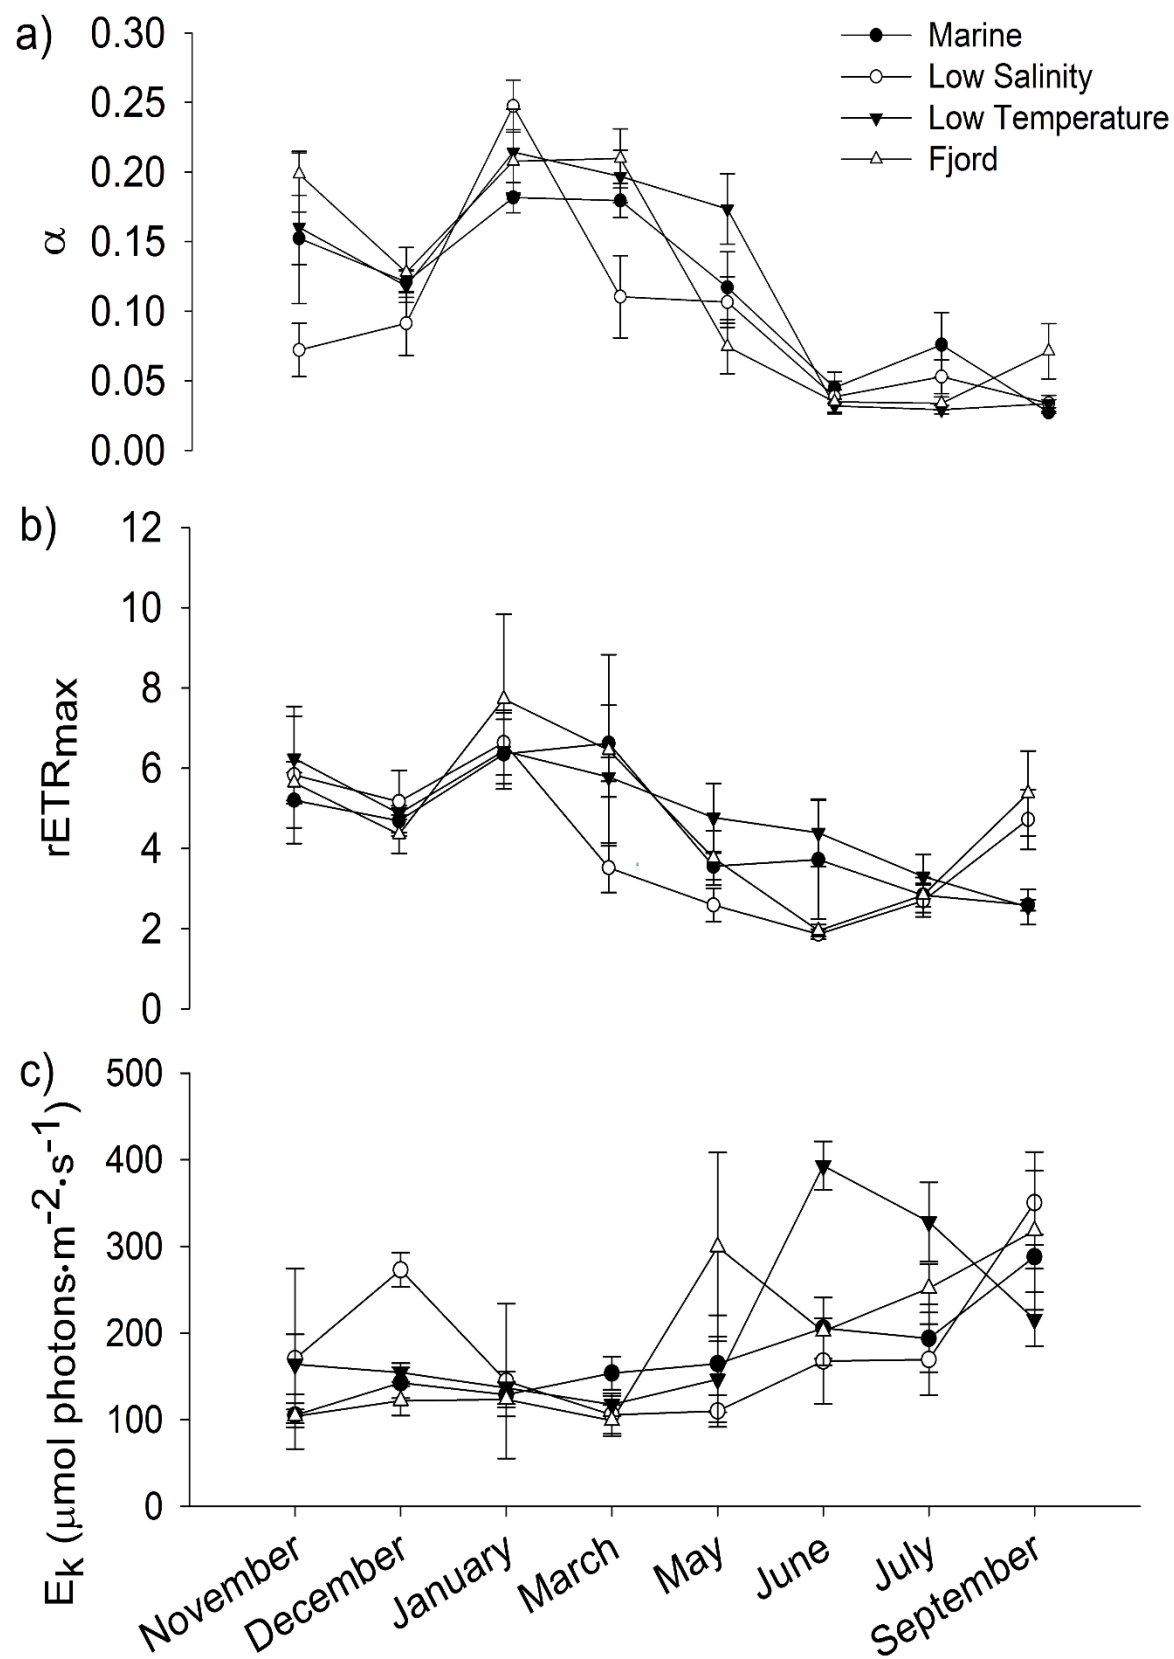 a)
0.30
0.25
0.20
0.15
0.10
0.05
0.00
α
Marine
Low Salinity
Low Temperature
Fjord
b)
12
10
8
6
4
2
0
rETRmax
c)
500
400
300
200
100
0
Ek (μmol photons·m-2·s-1)
November
December
January
March
May
June
July
September